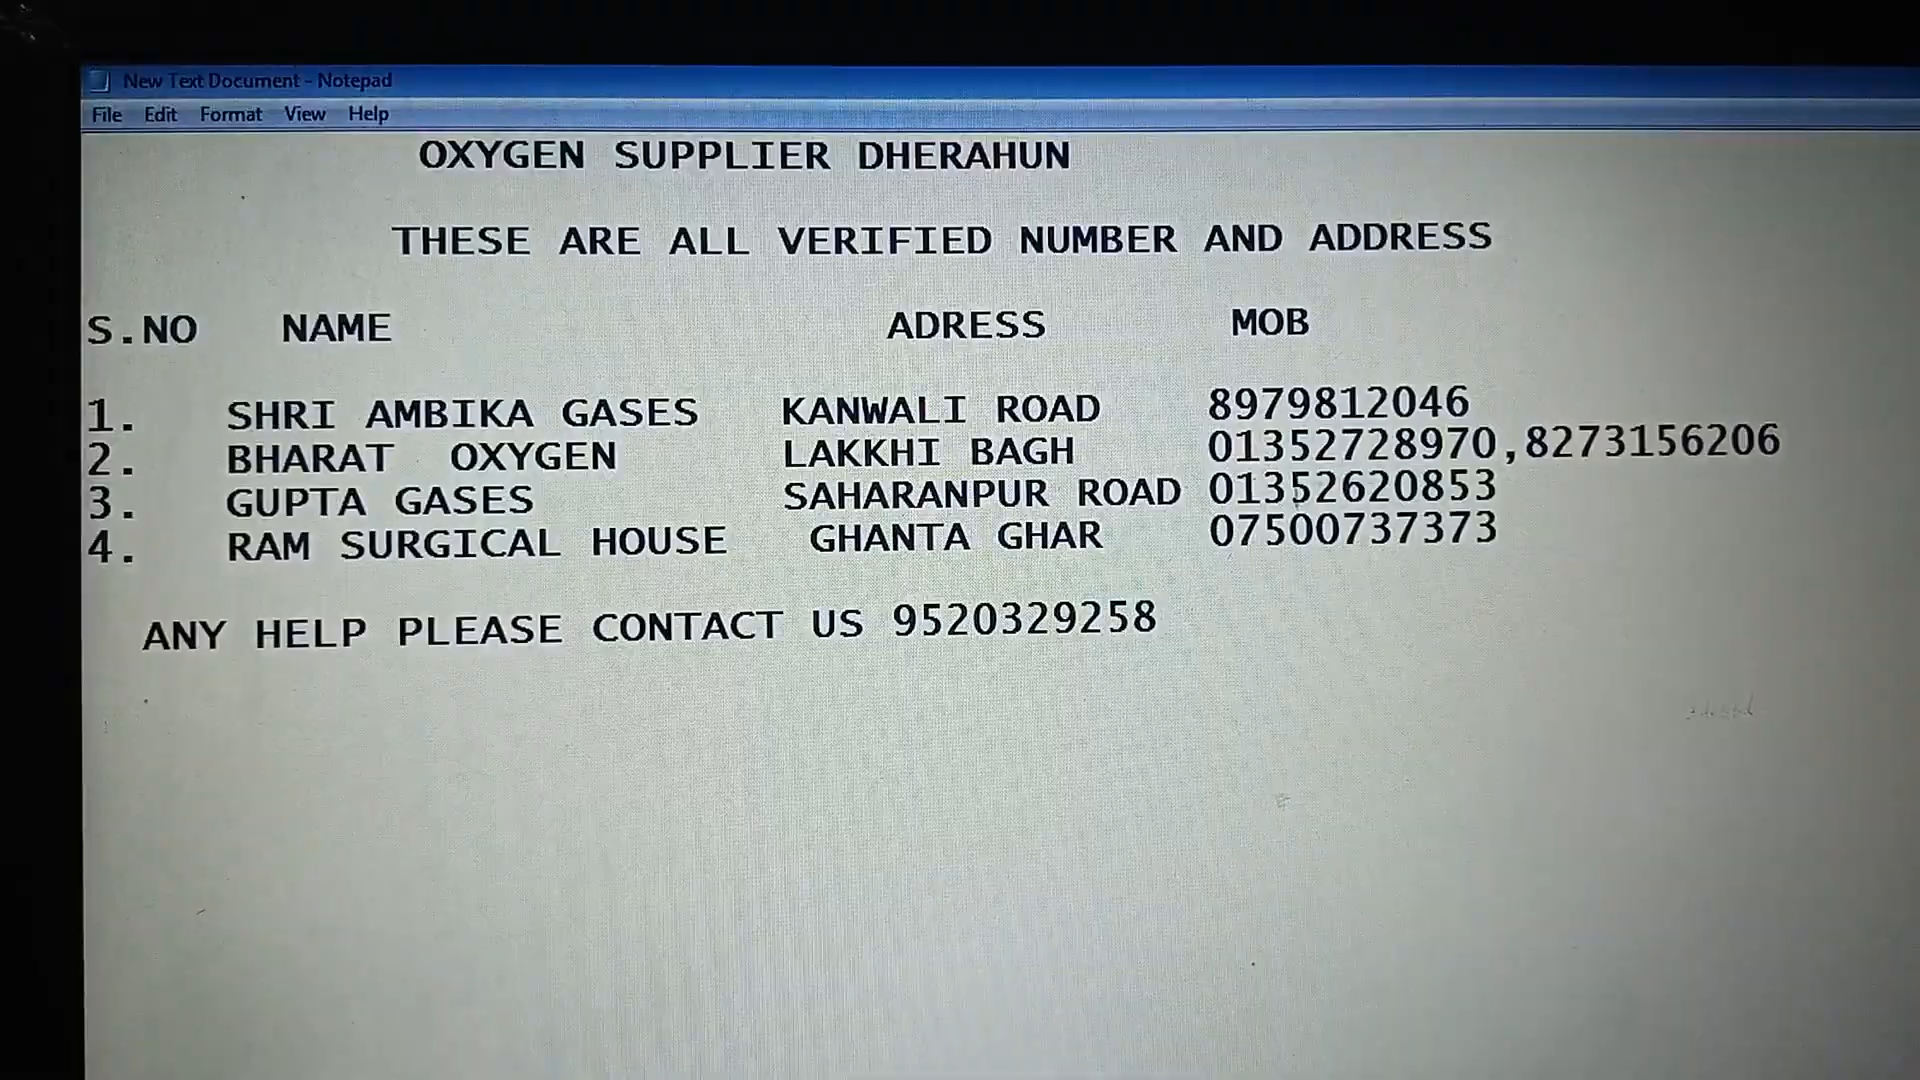 New Text Document - Notepad
File Edit Format View Help
OXYGEN SUPPLIER DHERAHUN
THESE ARE ALL VERIFIED NUMBER AND ADDRESS
S.NO NAME ADRESS MOB
1. SHRI AMBIKA GASES KANWALI ROAD 8979812046
2. BHARAT OXYGEN LAKKHI BAGH 01352728970,8273156206
3. GUPTA GASES SAHARANPUR ROAD 01352620853
4. RAM SURGICAL HOUSE GHANTA GHAR 07500737373
ANY HELP PLEASE CONTACT US 9520329258